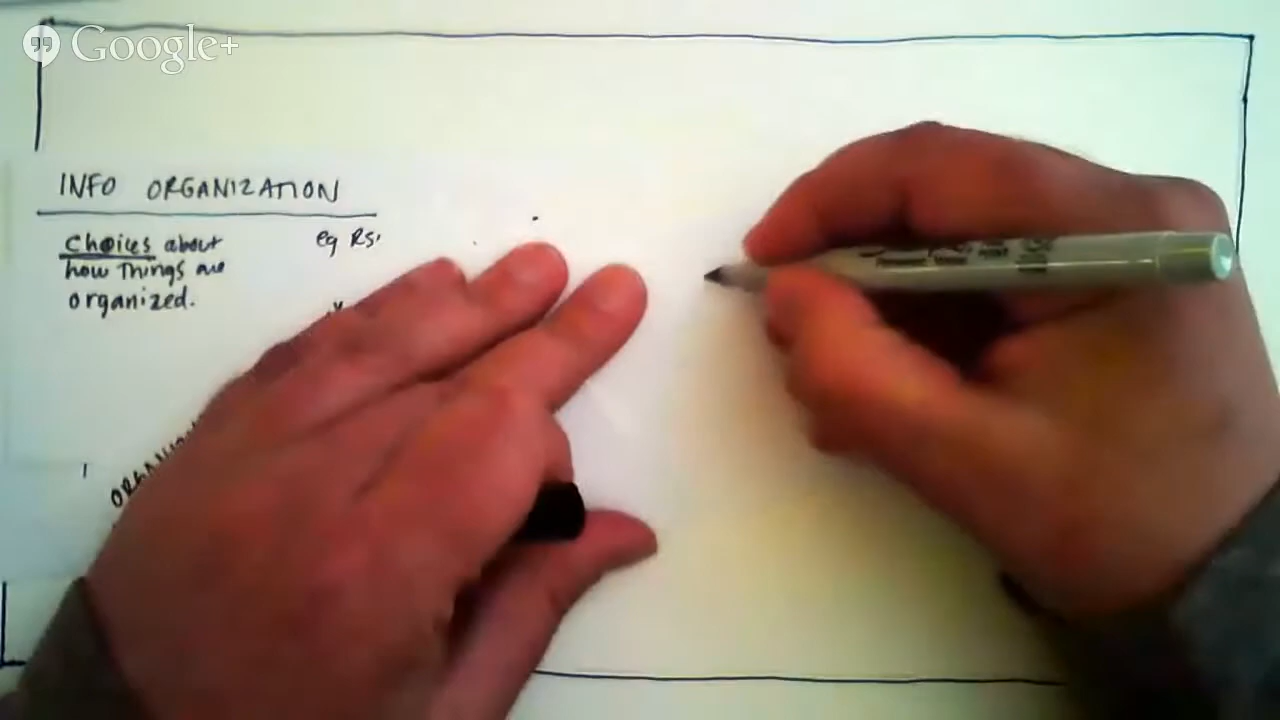 Google+
INFO ORGANIZATION
choices about
how Things are
organized.
eg RS